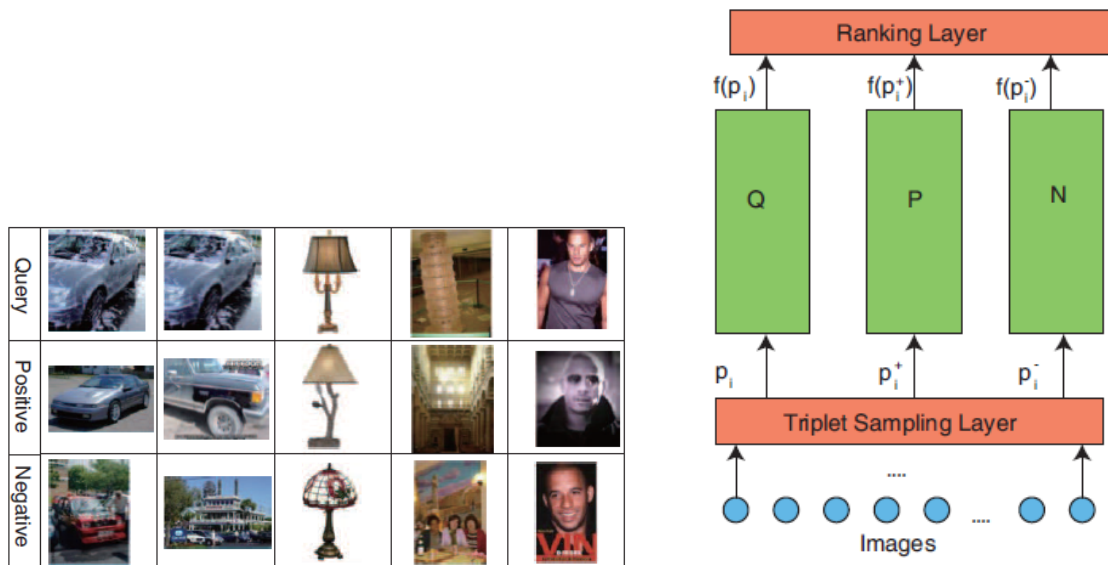 Query
Positive
Negative
VIN
Ranking Layer
f(p_i) f(p_i^+) f(p_i^-)
Q P N
p_i p_i^+ p_i^-
Triplet Sampling Layer
....
....
Images